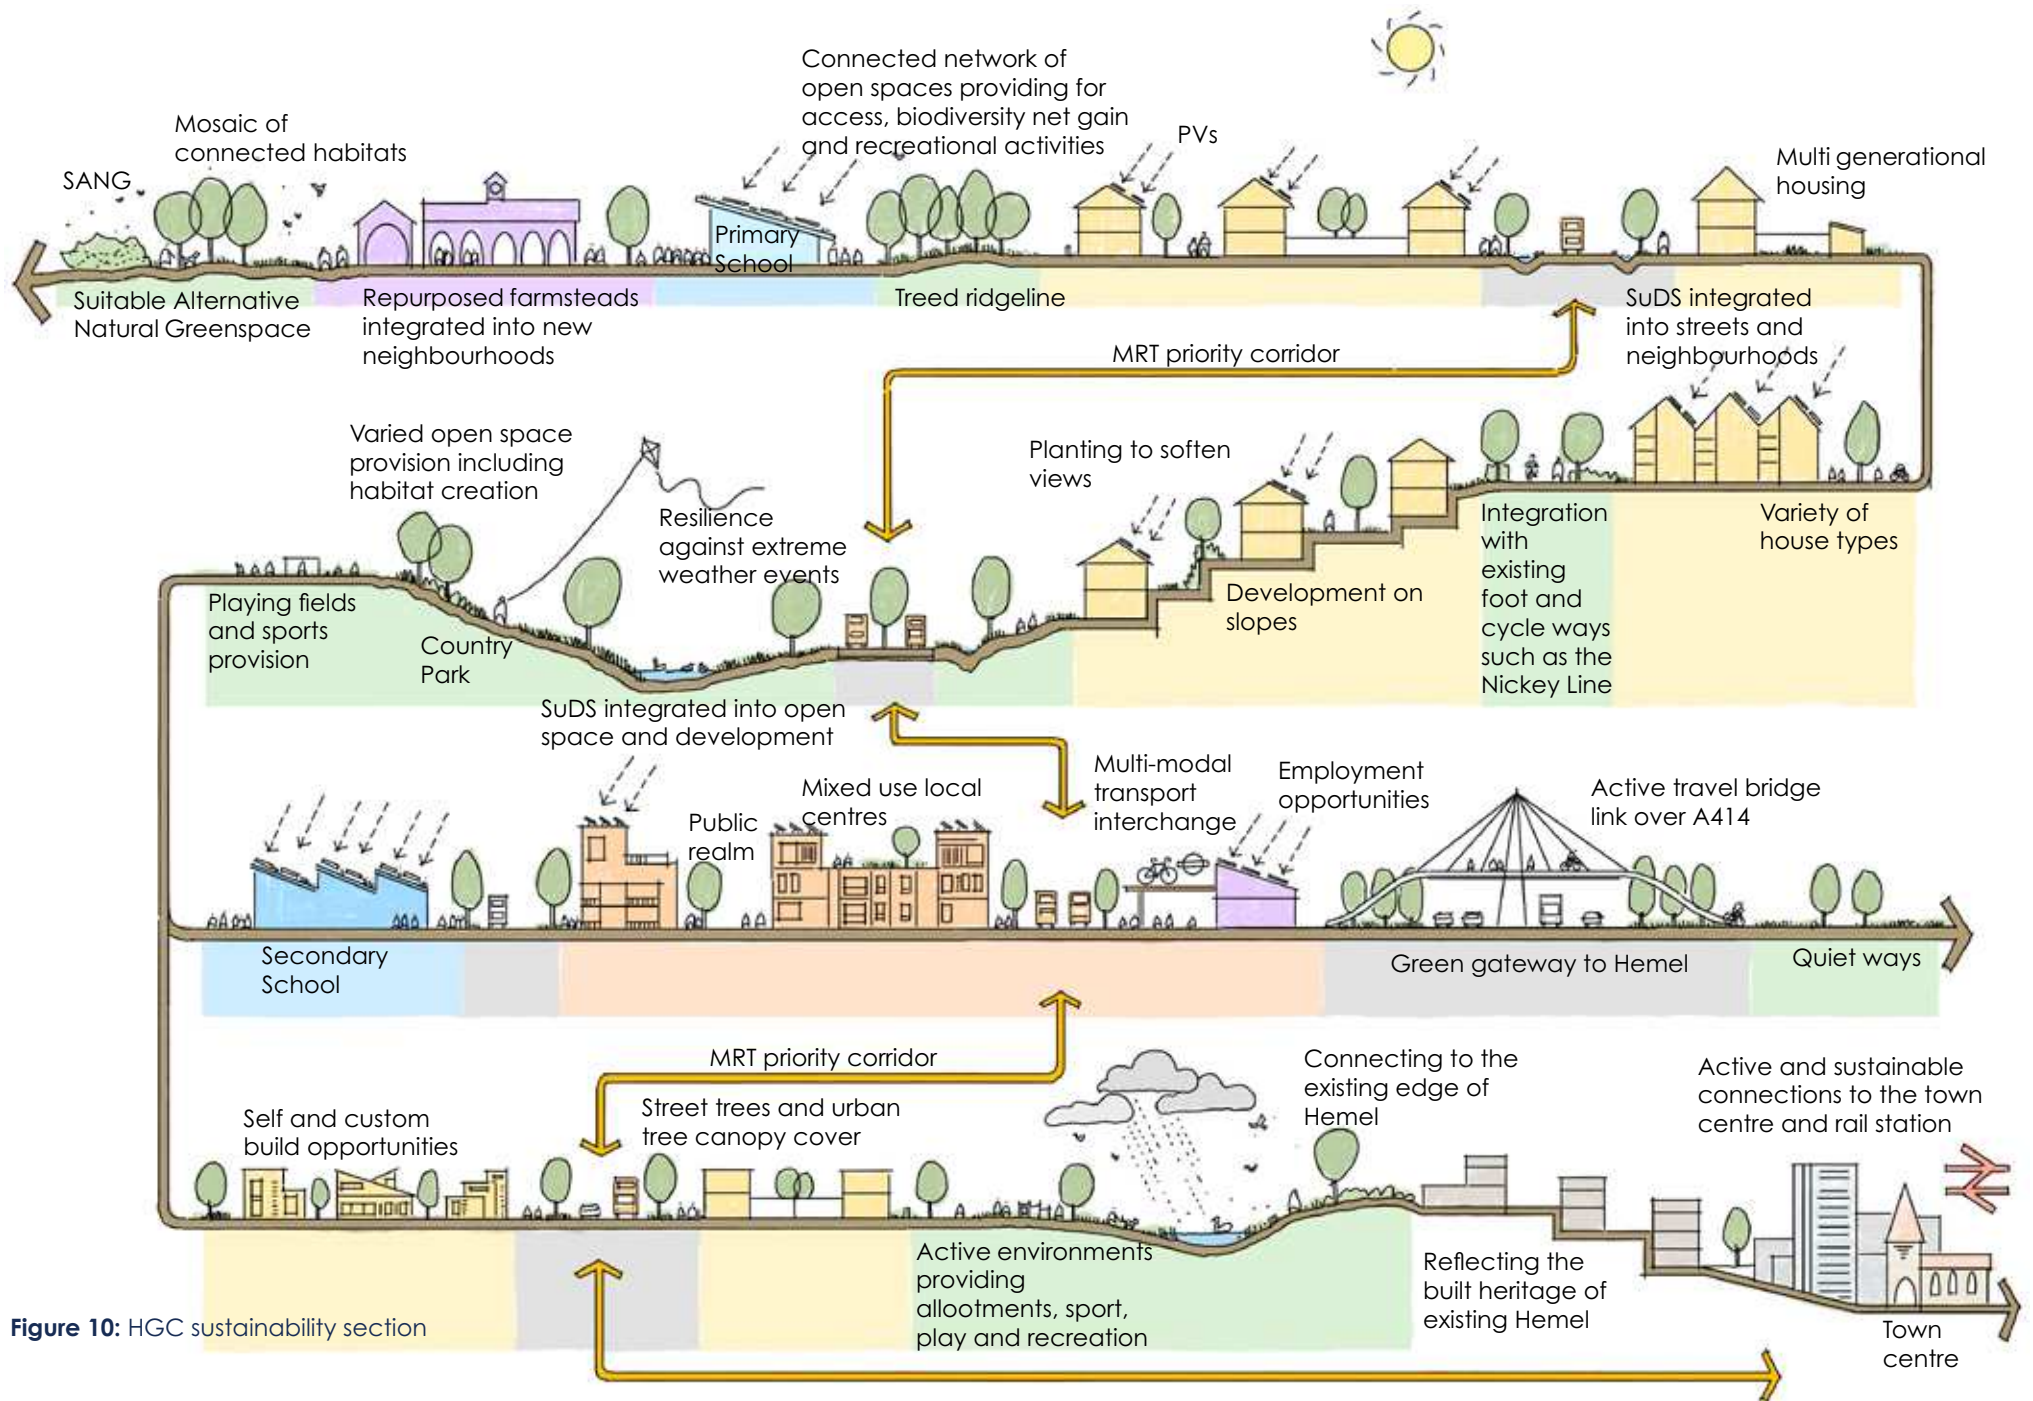 Connected network of
open spaces providing for
access, biodiversity net gain
and recreational activities
Mosaic of
connected habitats
SANG
PVs
Multi generational
housing
Primary
School
Suitable Alternative
Natural Greenspace
Repurposed farmsteads
integrated into new
neighbourhoods
Treed ridgeline
SuDS integrated
into streets and
neighbourhoods
MRT priority corridor
Varied open space
provision including
habitat creation
Resilience
against extreme
weather events
Planting to soften
views
Playing fields
and sports
provision
Country
Park
Development on
slopes
Integration
with
existing
foot and
cycle ways
such as the
Nickey Line
Variety of
house types
SuDS integrated into open
space and development
Public
realm
Mixed use local
centres
Multi-modal
transport
interchange
Employment
opportunities
Active travel bridge
link over A414
Secondary
School
Green gateway to Hemel
Quiet ways
MRT priority corridor
Self and custom
build opportunities
Street trees and urban
tree canopy cover
Connecting to the
existing edge of
Hemel
Active and sustainable
connections to the town
centre and rail station
Active environments
providing
allootments, sport,
play and recreation
Reflecting the
built heritage of
existing Hemel
Town
centre
Figure 10: HGC sustainability section